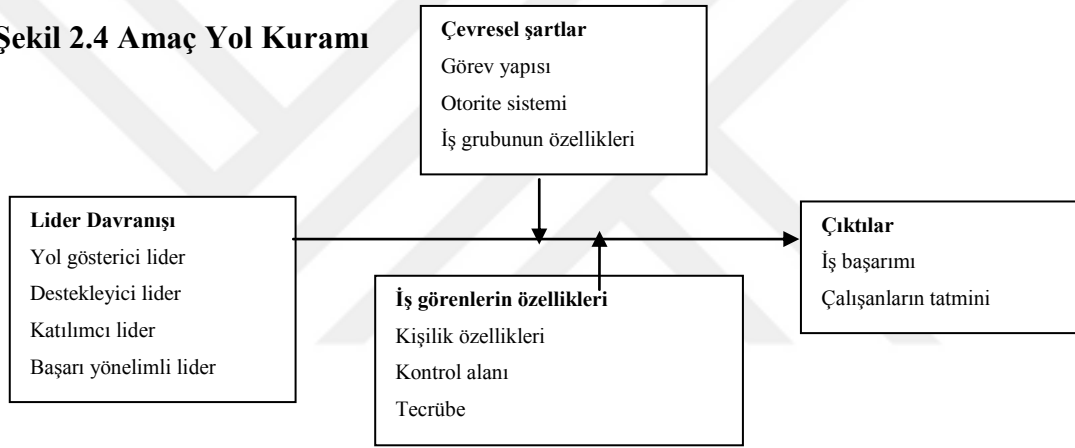 Şekil 2.4 Amaç Yol Kuramı
Çevresel şartlar
Görev yapısı
Otorite sistemi
İş grubunun özellikleri
Lider Davranışı
Yol gösterici lider
Destekleyici lider
Katılımcı lider
Başarı yönelimli lider
İş görenlerin özellikleri
Kişilik özellikleri
Kontrol alanı
Tecrübe
Çıktılar
İş başarımı
Çalışanların tatmini